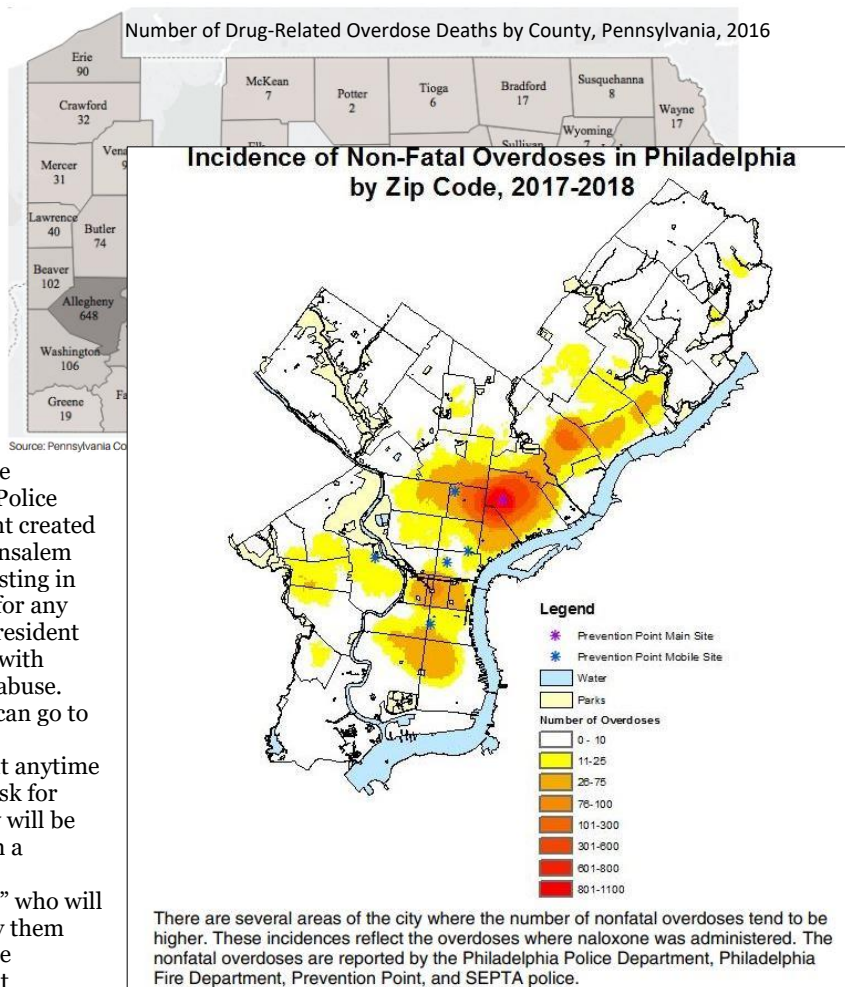 Number of Drug-Related Overdose Deaths by County, Pennsylvania, 2016
Erie
90
Crawford
32
Mercer
31
Lawrence
40
Butler
74
Beaver
102
Allegheny
648
Washington
106
Greene
19
McKean
7
Potter
2
Tioga
6
Bradford
17
Susquehanna
8
Wayne
17
Wyoming
7
Sullivan
Source: Pennsylvania Co
e
Police
nt created
nsalem
sting in
for any
resident
with
abuse.
can go to
t anytime
sk for
y will be
n a
” who will
y them
e
t
Incidence of Non-Fatal Overdoses in Philadelphia
by Zip Code, 2017-2018
Legend
Prevention Point Main Site
Prevention Point Mobile Site
Water
Parks
Number of Overdoses
0 - 10
11-25
26-75
76-100
101-300
301-600
601-800
801-1100
There are several areas of the city where the number of nonfatal overdoses tend to be
higher. These incidences reflect the overdoses where naloxone was administered. The
nonfatal overdoses are reported by the Philadelphia Police Department, Philadelphia
Fire Department, Prevention Point, and SEPTA police.